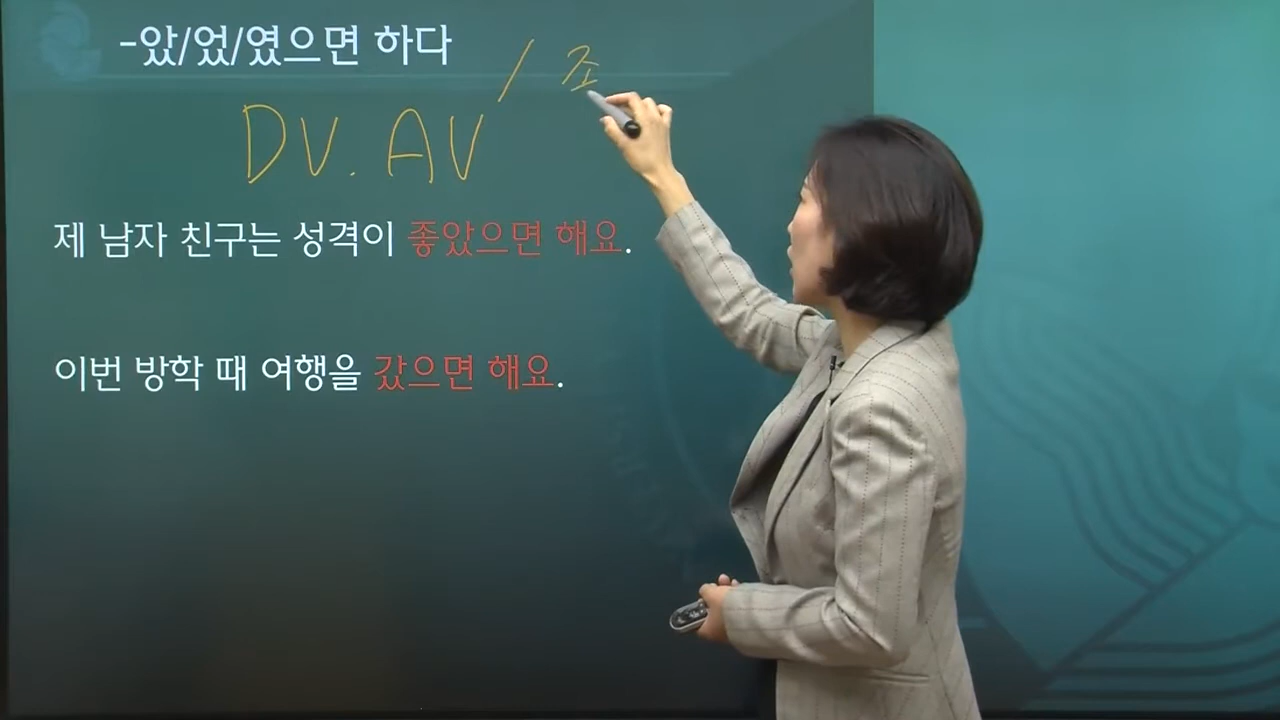 -았/었/였으면 하다
DV. AV / 조
제 남자 친구는 성격이 좋았으면 해요.
이번 방학 때 여행을 갔으면 해요.